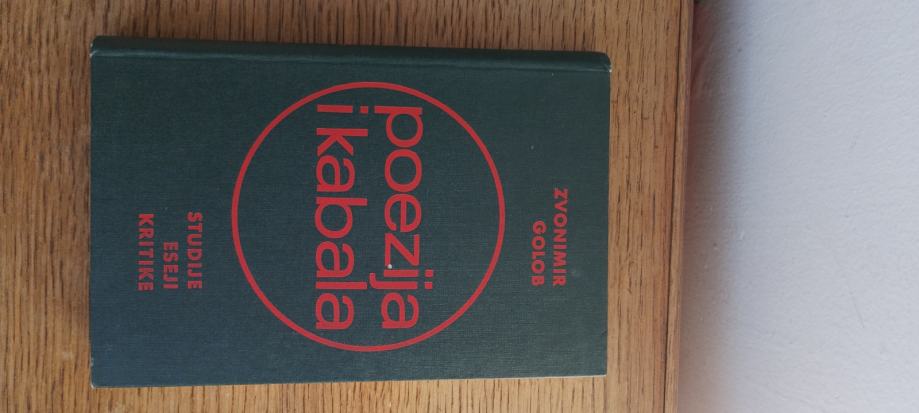 ZVONIMIR
GOLOB
poezija
i kabala
STUDIJE
ESEJI
KRITIKE